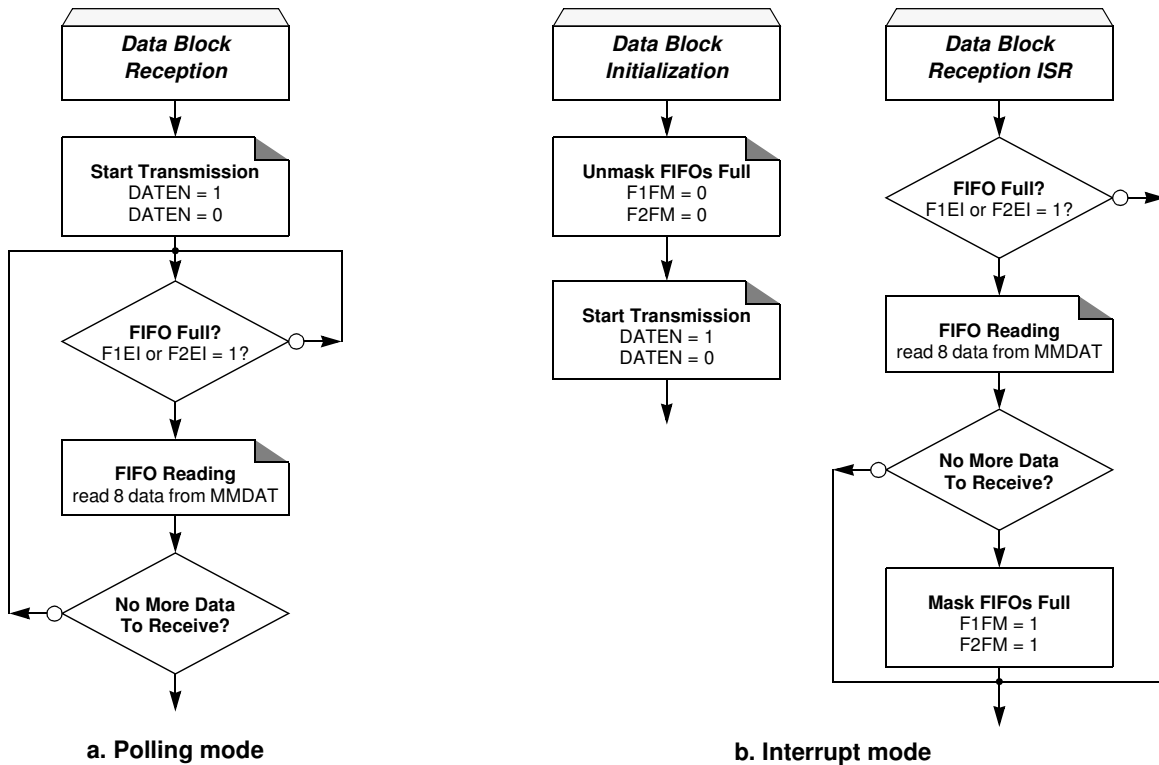 Data Block
Reception
Start Transmission
DATEN = 1
DATEN = 0
FIFO Full?
F1EI or F2EI = 1?
FIFO Reading
read 8 data from MMDAT
No More Data
To Receive?
a. Polling mode
Data Block
Initialization
Unmask FIFOs Full
F1FM = 0
F2FM = 0
Start Transmission
DATEN = 1
DATEN = 0
Data Block
Reception ISR
FIFO Full?
F1EI or F2EI = 1?
FIFO Reading
read 8 data from MMDAT
No More Data
To Receive?
Mask FIFOs Full
F1FM = 1
F2FM = 1
b. Interrupt mode